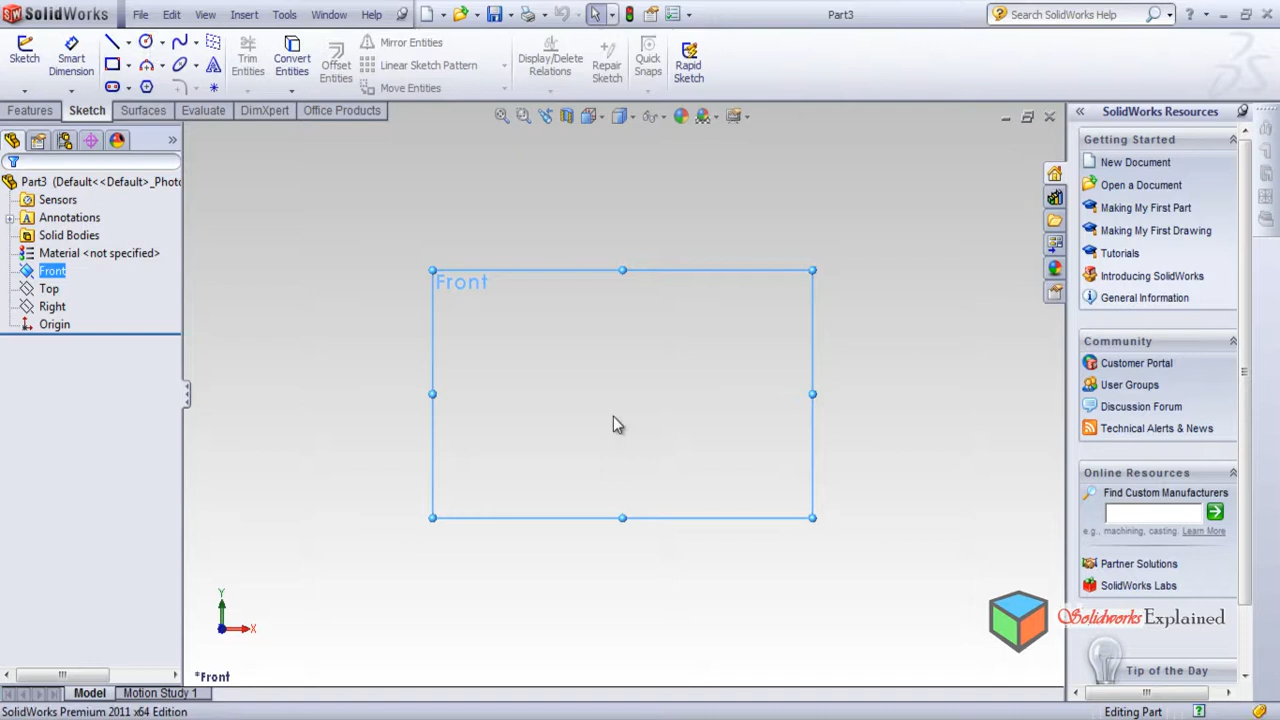 SolidWorks File Edit View Insert Tools Window Help Part3 Search SolidWorks Help
Sketch Smart Dimension Trim Entities Convert Entities Offset Entities Mirror Entities Linear Sketch Pattern Move Entities Display/Delete Relations Repair Sketch Quick Snaps Rapid Sketch
Features Sketch Surfaces Evaluate DimXpert Office Products
SolidWorks Resources
Getting Started
New Document
Open a Document
Making My First Part
Making My First Drawing
Tutorials
Introducing SolidWorks
General Information
Community
Customer Portal
User Groups
Discussion Forum
Technical Alerts & News
Online Resources
Find Custom Manufacturers
e.g., machining, casting. Learn More
Partner Solutions
SolidWorks Labs
Tip of the Day
Part3 (Default<<Default>_Phot
Sensors
Annotations
Solid Bodies
Material <not specified>
Front
Top
Right
Origin
Front
Y
X
*Front
Solidworks Explained
Model Motion Study 1
SolidWorks Premium 2011 x64 Edition
Editing Part